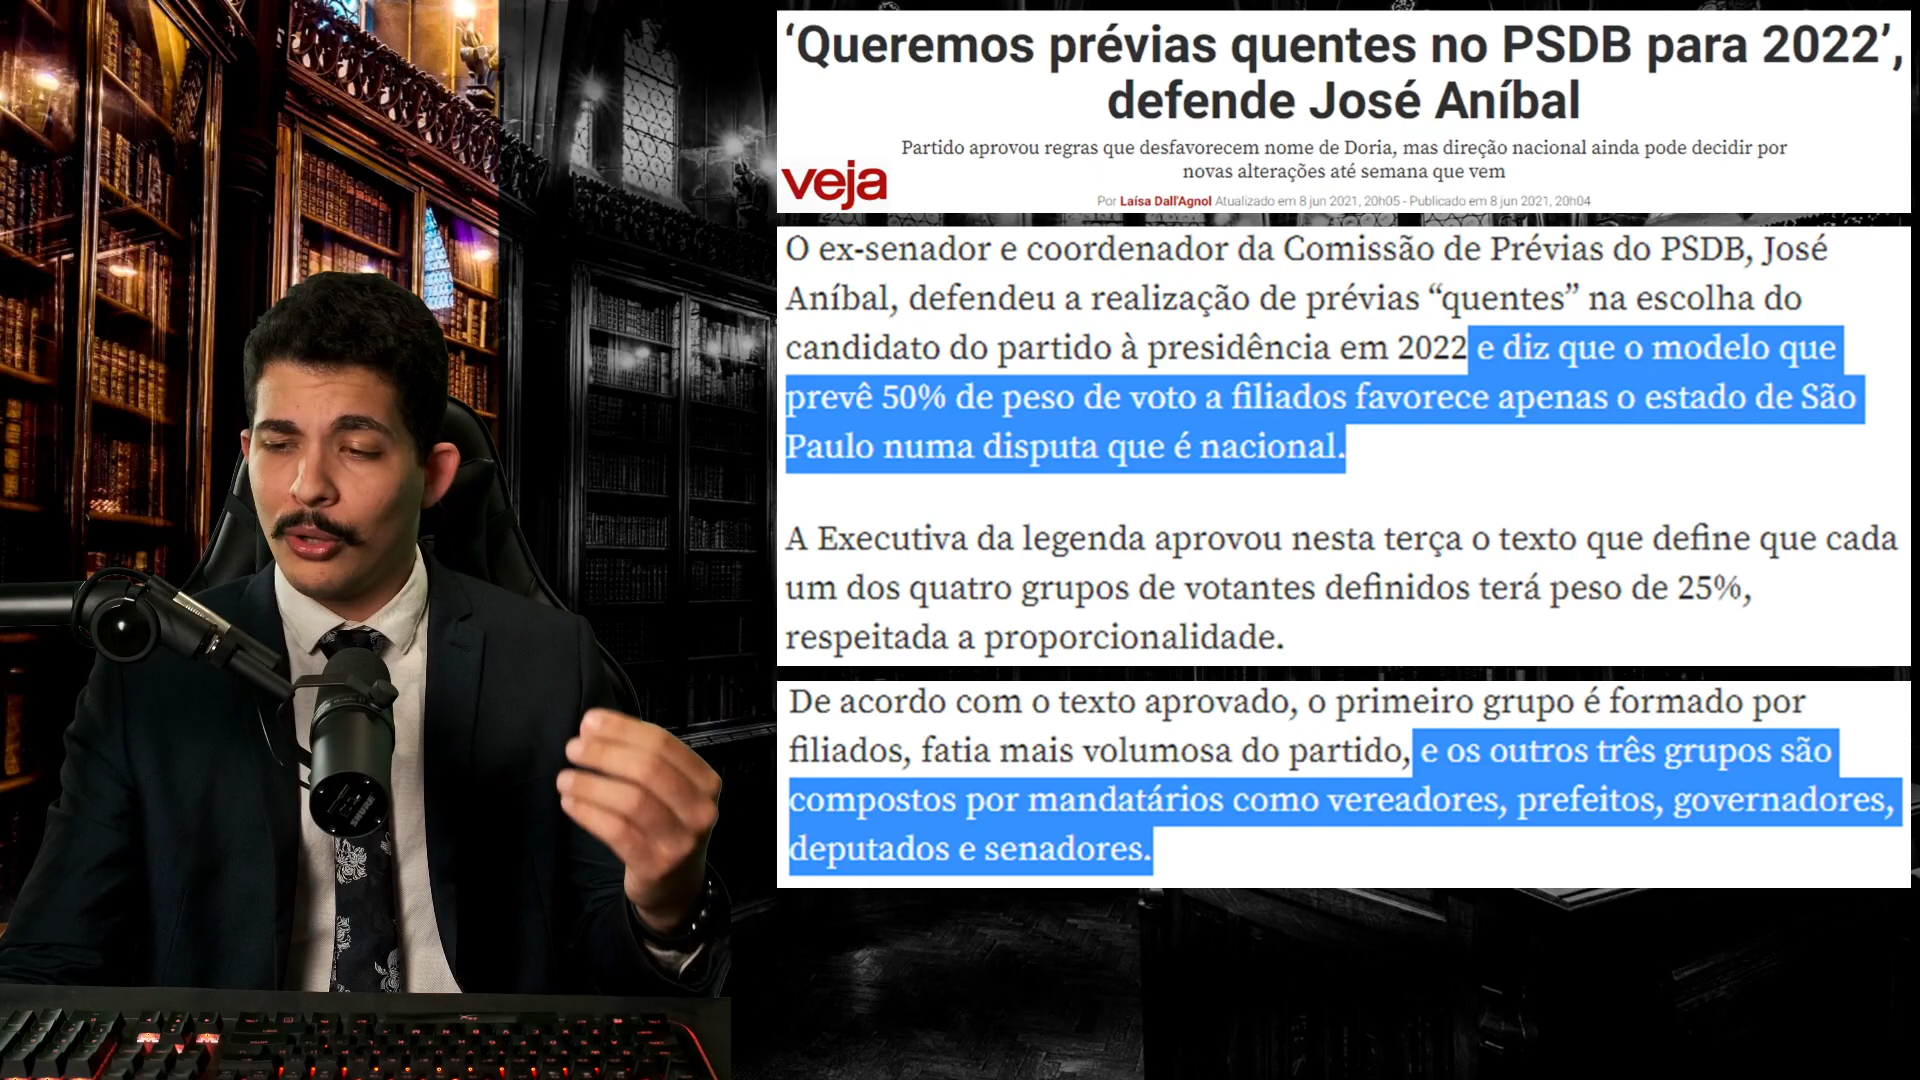 ‘Queremos prévias quentes no PSDB para 2022’,
defende José Aníbal
Partido aprovou regras que desfavorecem nome de Doria, mas direção nacional ainda pode decidir por
novas alterações até semana que vem
veja
Por Laísa Dall'Agnol Atualizado em 8 jun 2021, 20h05 - Publicado em 8 jun 2021, 20h04
O ex-senador e coordenador da Comissão de Prévias do PSDB, José
Aníbal, defendeu a realização de prévias “quentes” na escolha do
candidato do partido à presidência em 2022 e diz que o modelo que
prevê 50% de peso de voto a filiados favorece apenas o estado de São
Paulo numa disputa que é nacional.
A Executiva da legenda aprovou nesta terça o texto que define que cada
um dos quatro grupos de votantes definidos terá peso de 25%,
respeitada a proporcionalidade.
De acordo com o texto aprovado, o primeiro grupo é formado por
filiados, fatia mais volumosa do partido, e os outros três grupos são
compostos por mandatários como vereadores, prefeitos, governadores,
deputados e senadores.
SHURE